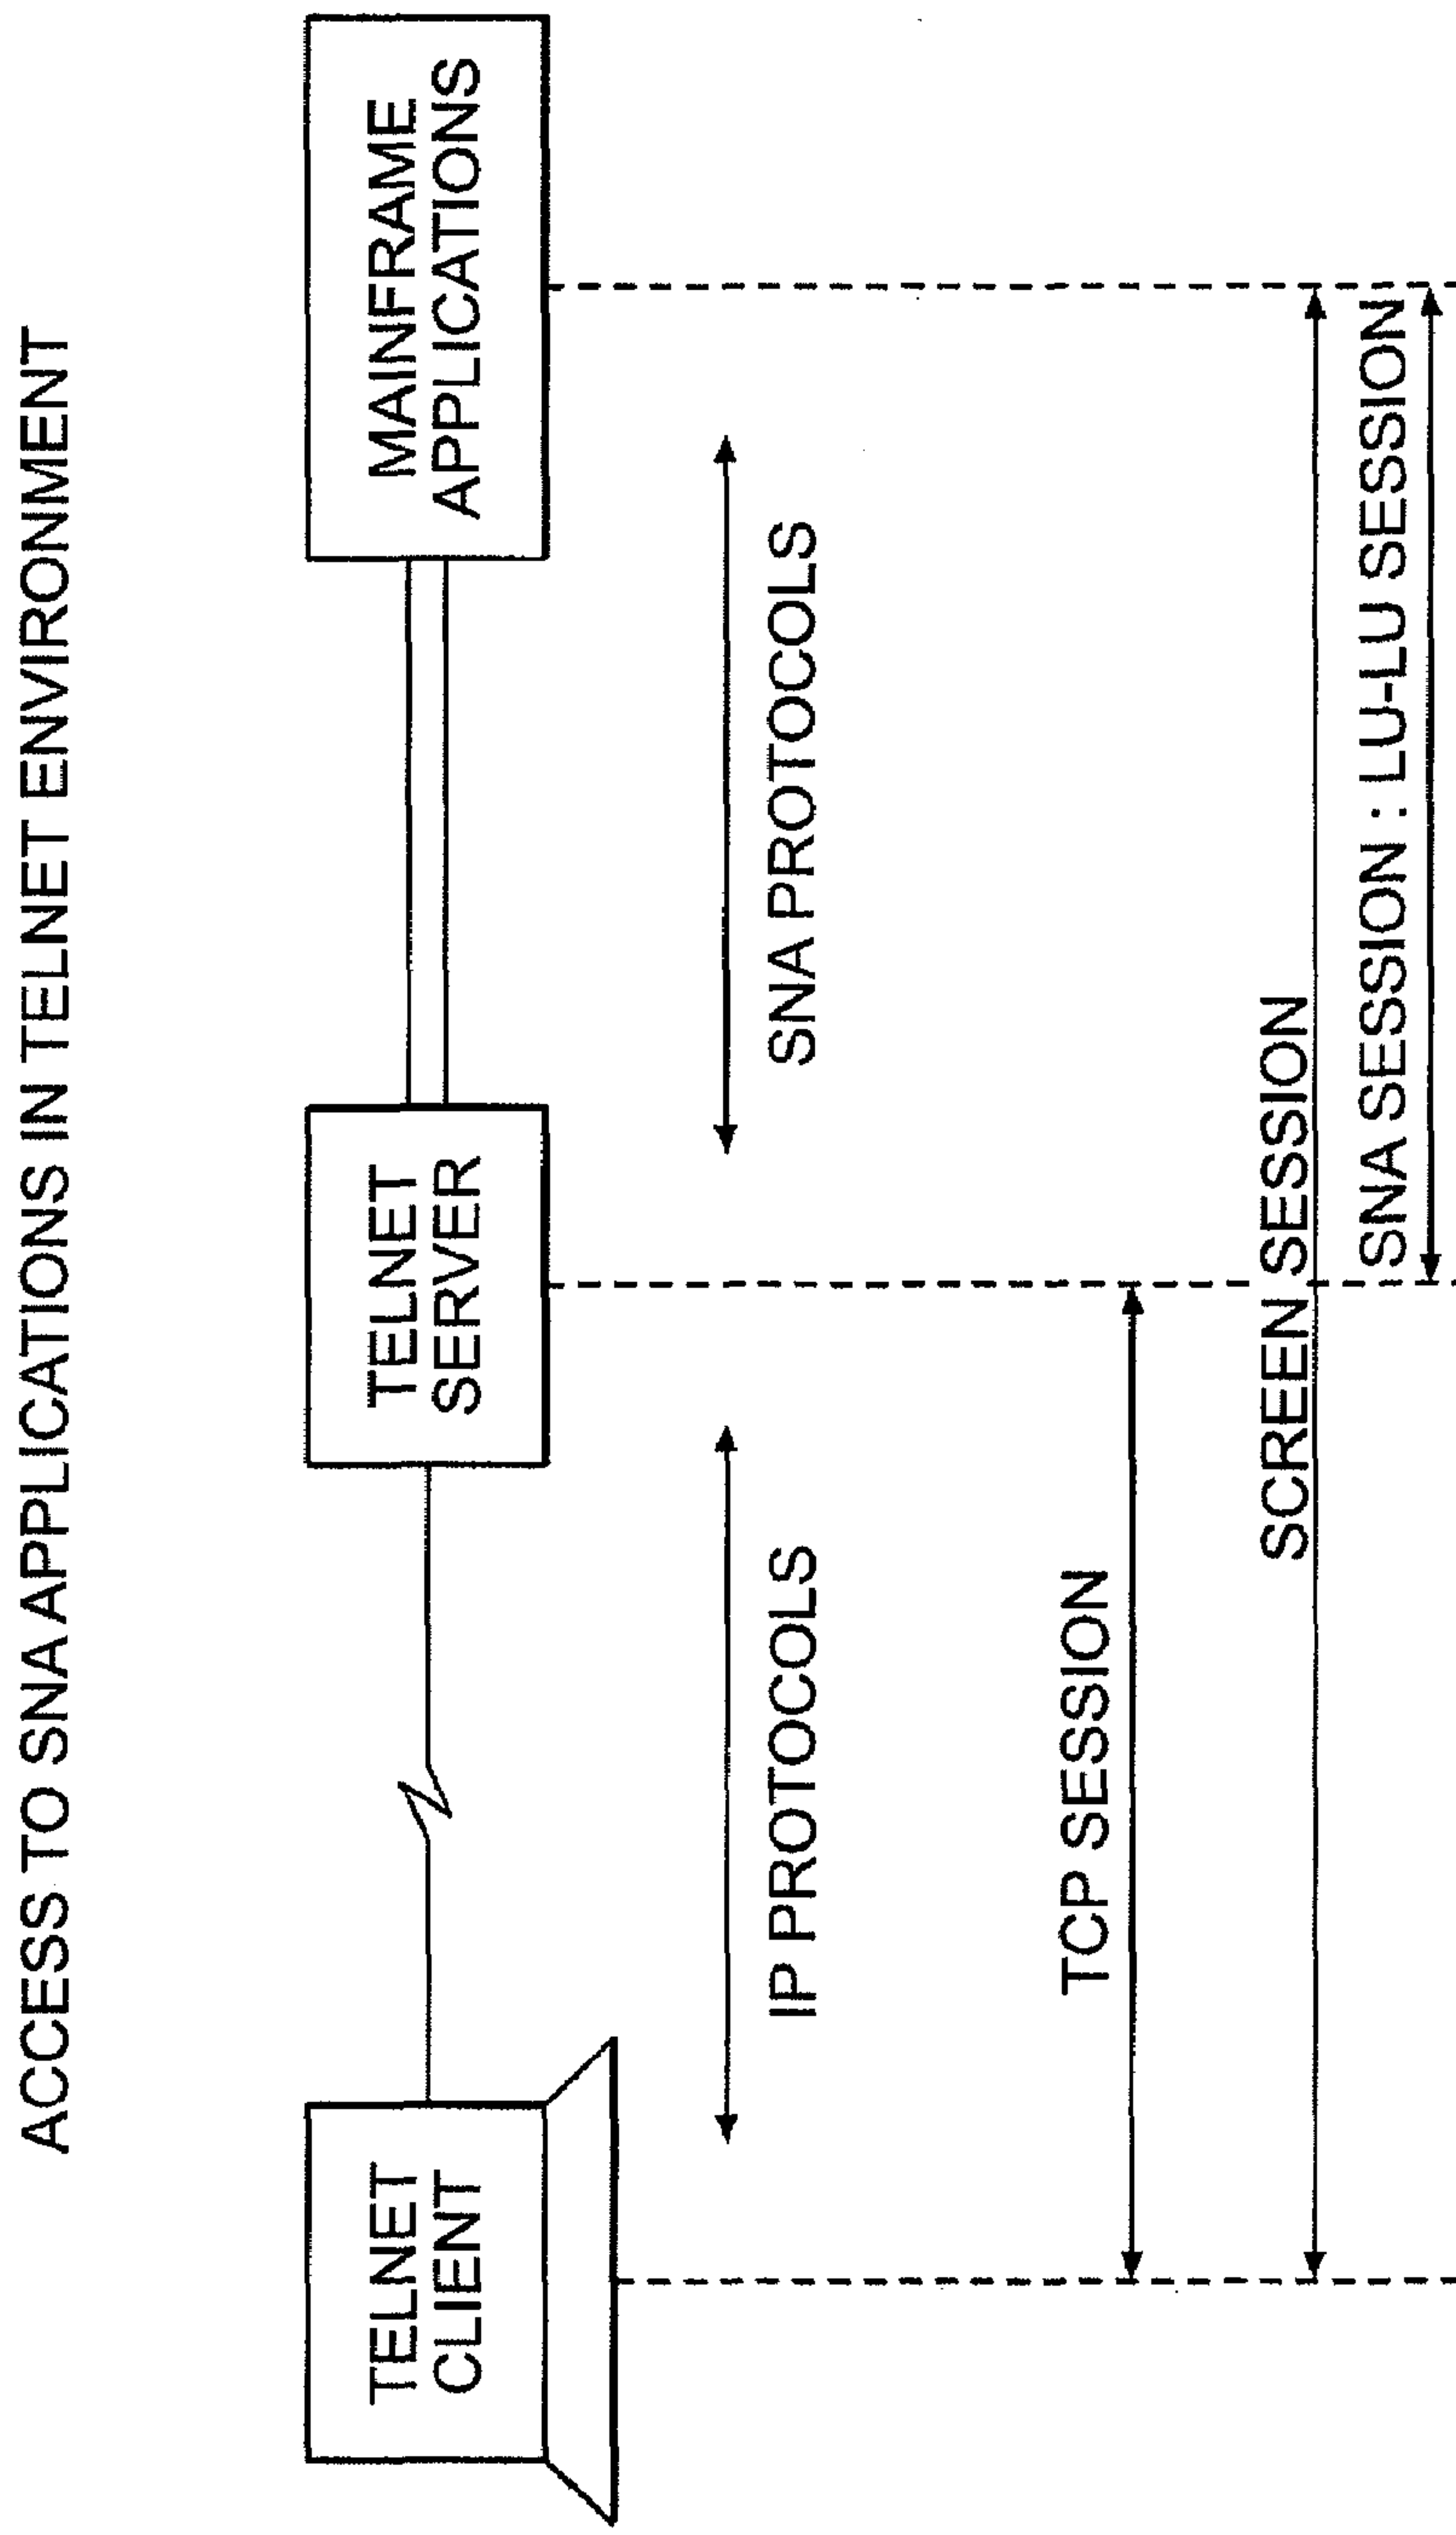 ACCESS TO SNA APPLICATIONS IN TELNET ENVIRONMENT
TELNET
CLIENT
TELNET
SERVER
MAINFRAME
APPLICATIONS
IP PROTOCOLS
SNA PROTOCOLS
TCP SESSION
SCREEN SESSION
SNA SESSION : LU-LU SESSION